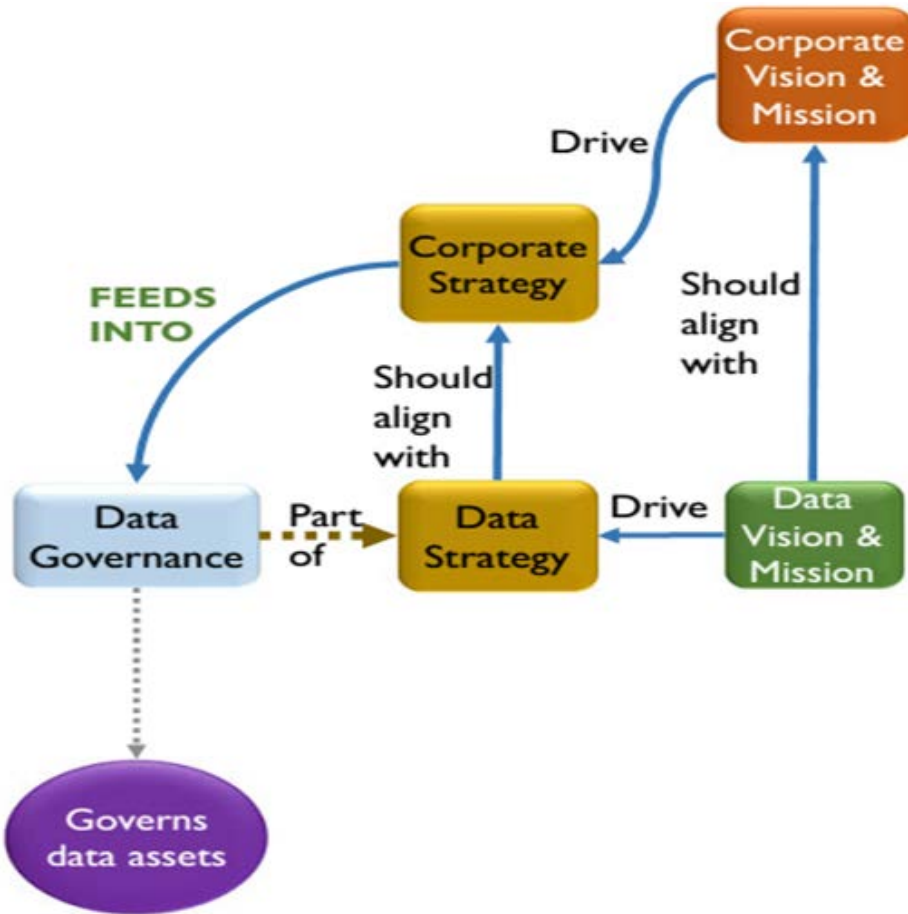 Corporate
Vision &
Mission
Drive
Corporate
Strategy
FEEDS
INTO
Should
align
with
Should
align
with
Data
Governance
Part
of
Data
Strategy
Drive
Data
Vision &
Mission
Governs
data assets